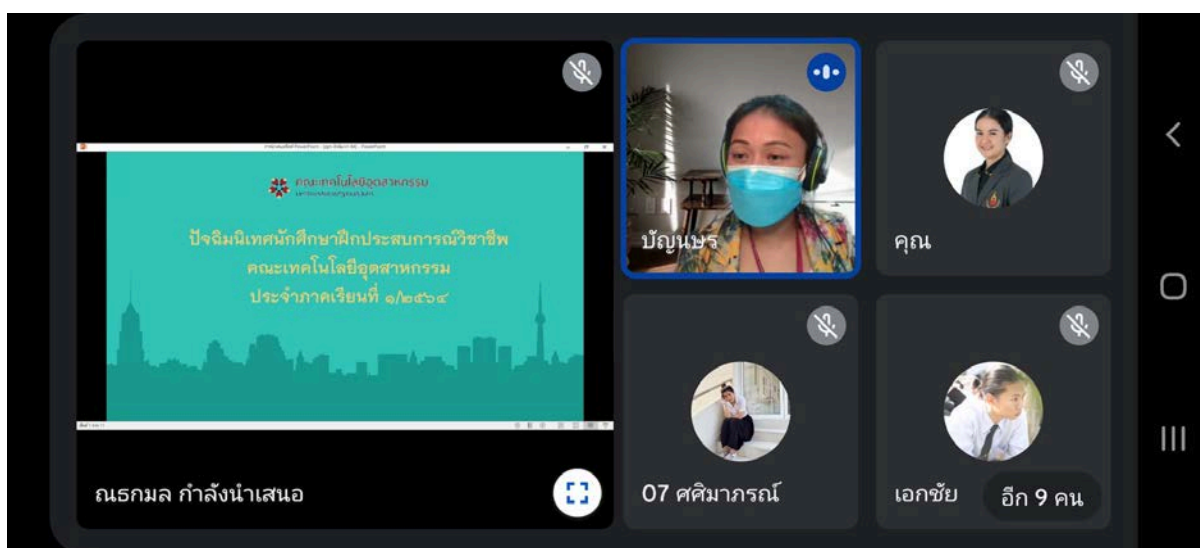 คณะเทคโนโลยีอุตสาหกรรม
ปัจฉิมนิเทศนักศึกษาฝึกประสบการณ์วิชาชีพ
คณะเทคโนโลยีอุตสาหกรรม
ประจำภาคเรียนที่ ๑/๒๕๖๔
ณธกมล กำลังนำเสนอ
บัญนษร
คุณ
07 ศศิมาภรณ์
เอกชัย
อีก 9 คน